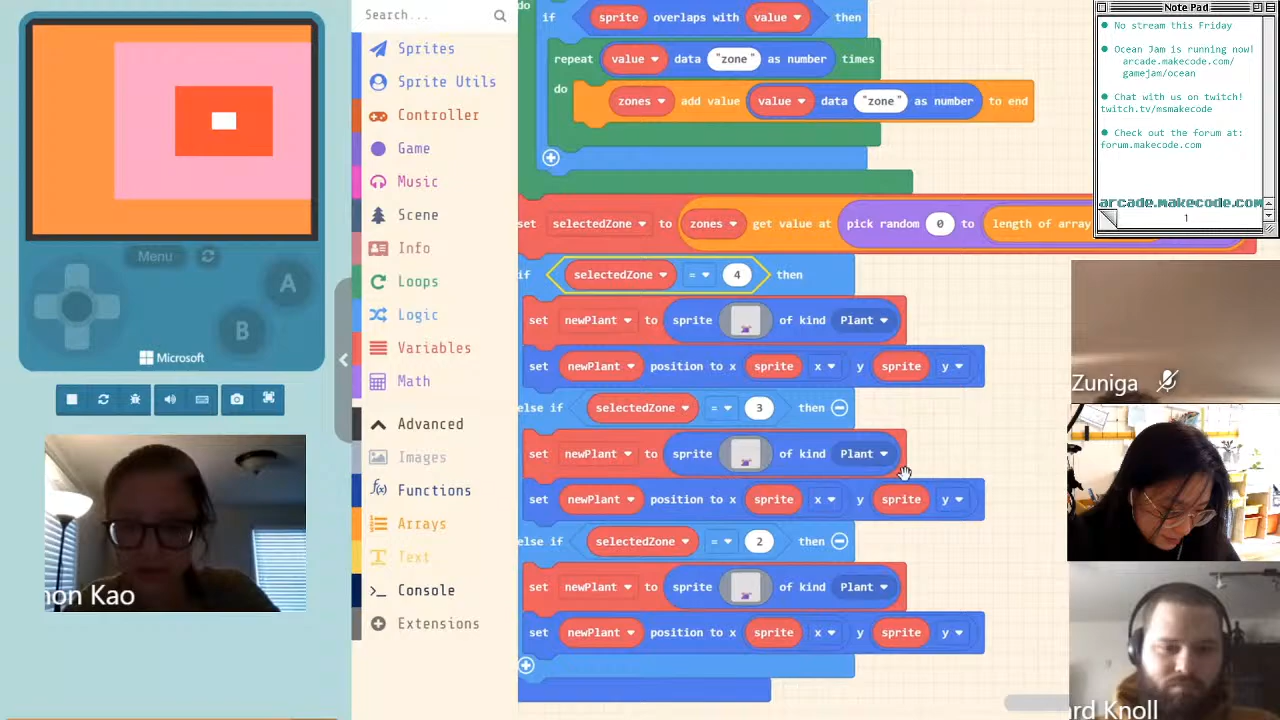 Menu
A
B
Microsoft
non Kao
Search...
Sprites
Sprite Utils
Controller
Game
Music
Scene
Info
Loops
Logic
Variables
Math
Advanced
Images
Functions
Arrays
Text
Console
Extensions
do
if sprite overlaps with value then
repeat value data "zone" as number times
do zones add value value data "zone" as number to end
set selectedZone to zones get value at pick random 0 to length of array
if selectedZone = 4 then
set newPlant to sprite of kind Plant
set newPlant position to x sprite x y sprite y
else if selectedZone = 3 then
set newPlant to sprite of kind Plant
set newPlant position to x sprite x y sprite y
else if selectedZone = 2 then
set newPlant to sprite of kind Plant
set newPlant position to x sprite x y sprite y
Note Pad
No stream this Friday
Ocean Jam is running now!
arcade.makecode.com/
gamejam/ocean
Chat with us on twitch!
twitch.tv/msmakecode
Check out the forum at:
forum.makecode.com
arcade.makecode.com
1
Zuniga
ard Knoll